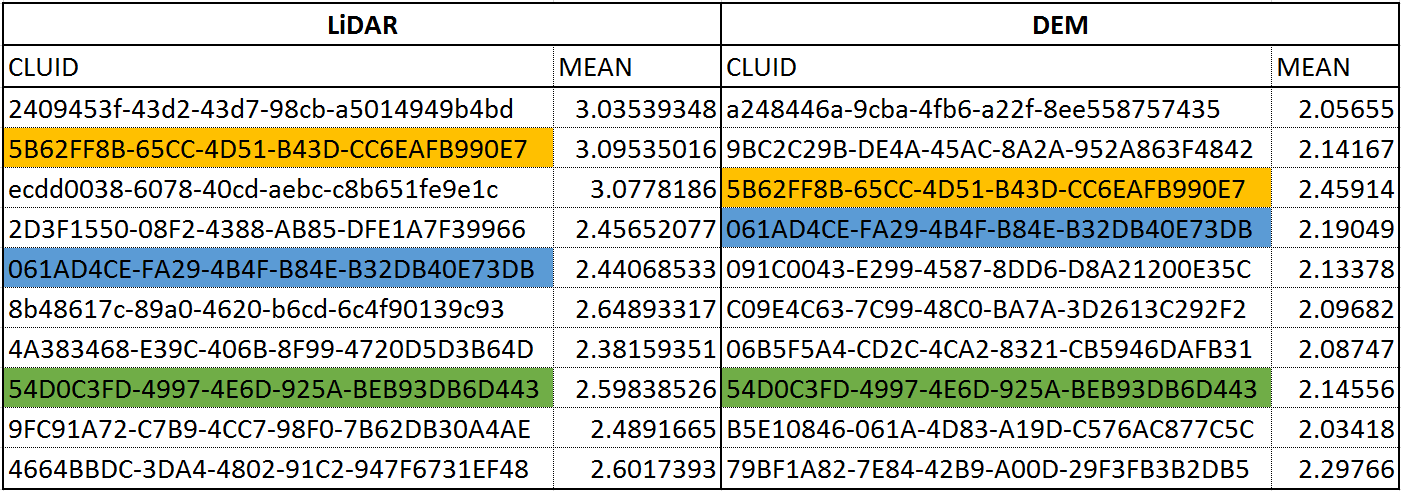 LiDAR DEM
CLUID MEAN CLUID MEAN
2409453f-43d2-43d7-98cb-a5014949b4bd 3.03539348 a248446a-9cba-4fb6-a22f-8ee558757435 2.05655
5B62FF8B-65CC-4D51-B43D-CC6EAFB990E7 3.09535016 9BC2C29B-DE4A-45AC-8A2A-952A863F4842 2.14167
ecdd0038-6078-40cd-aebc-c8b651fe9e1c 3.0778186 5B62FF8B-65CC-4D51-B43D-CC6EAFB990E7 2.45914
2D3F1550-08F2-4388-AB85-DFE1A7F39966 2.45652077 061AD4CE-FA29-4B4F-B84E-B32DB40E73DB 2.19049
061AD4CE-FA29-4B4F-B84E-B32DB40E73DB 2.44068533 091C0043-E299-4587-8DD6-D8A21200E35C 2.13378
8b48617c-89a0-4620-b6cd-6c4f90139c93 2.64893317 C09E4C63-7C99-48C0-BA7A-3D2613C292F2 2.09682
4A383468-E39C-406B-8F99-4720D5D3B64D 2.38159351 06B5F5A4-CD2C-4CA2-8321-CB5946DAFB31 2.08747
54D0C3FD-4997-4E6D-925A-BEB93DB6D443 2.59838526 54D0C3FD-4997-4E6D-925A-BEB93DB6D443 2.14556
9FC91A72-C7B9-4CC7-98F0-7B62DB30A4AE 2.4891665 B5E10846-061A-4D83-A19D-C576AC877C5C 2.03418
4664BBDC-3DA4-4802-91C2-947F6731EF48 2.6017393 79BF1A82-7E84-42B9-A00D-29F3FB3B2DB5 2.29766